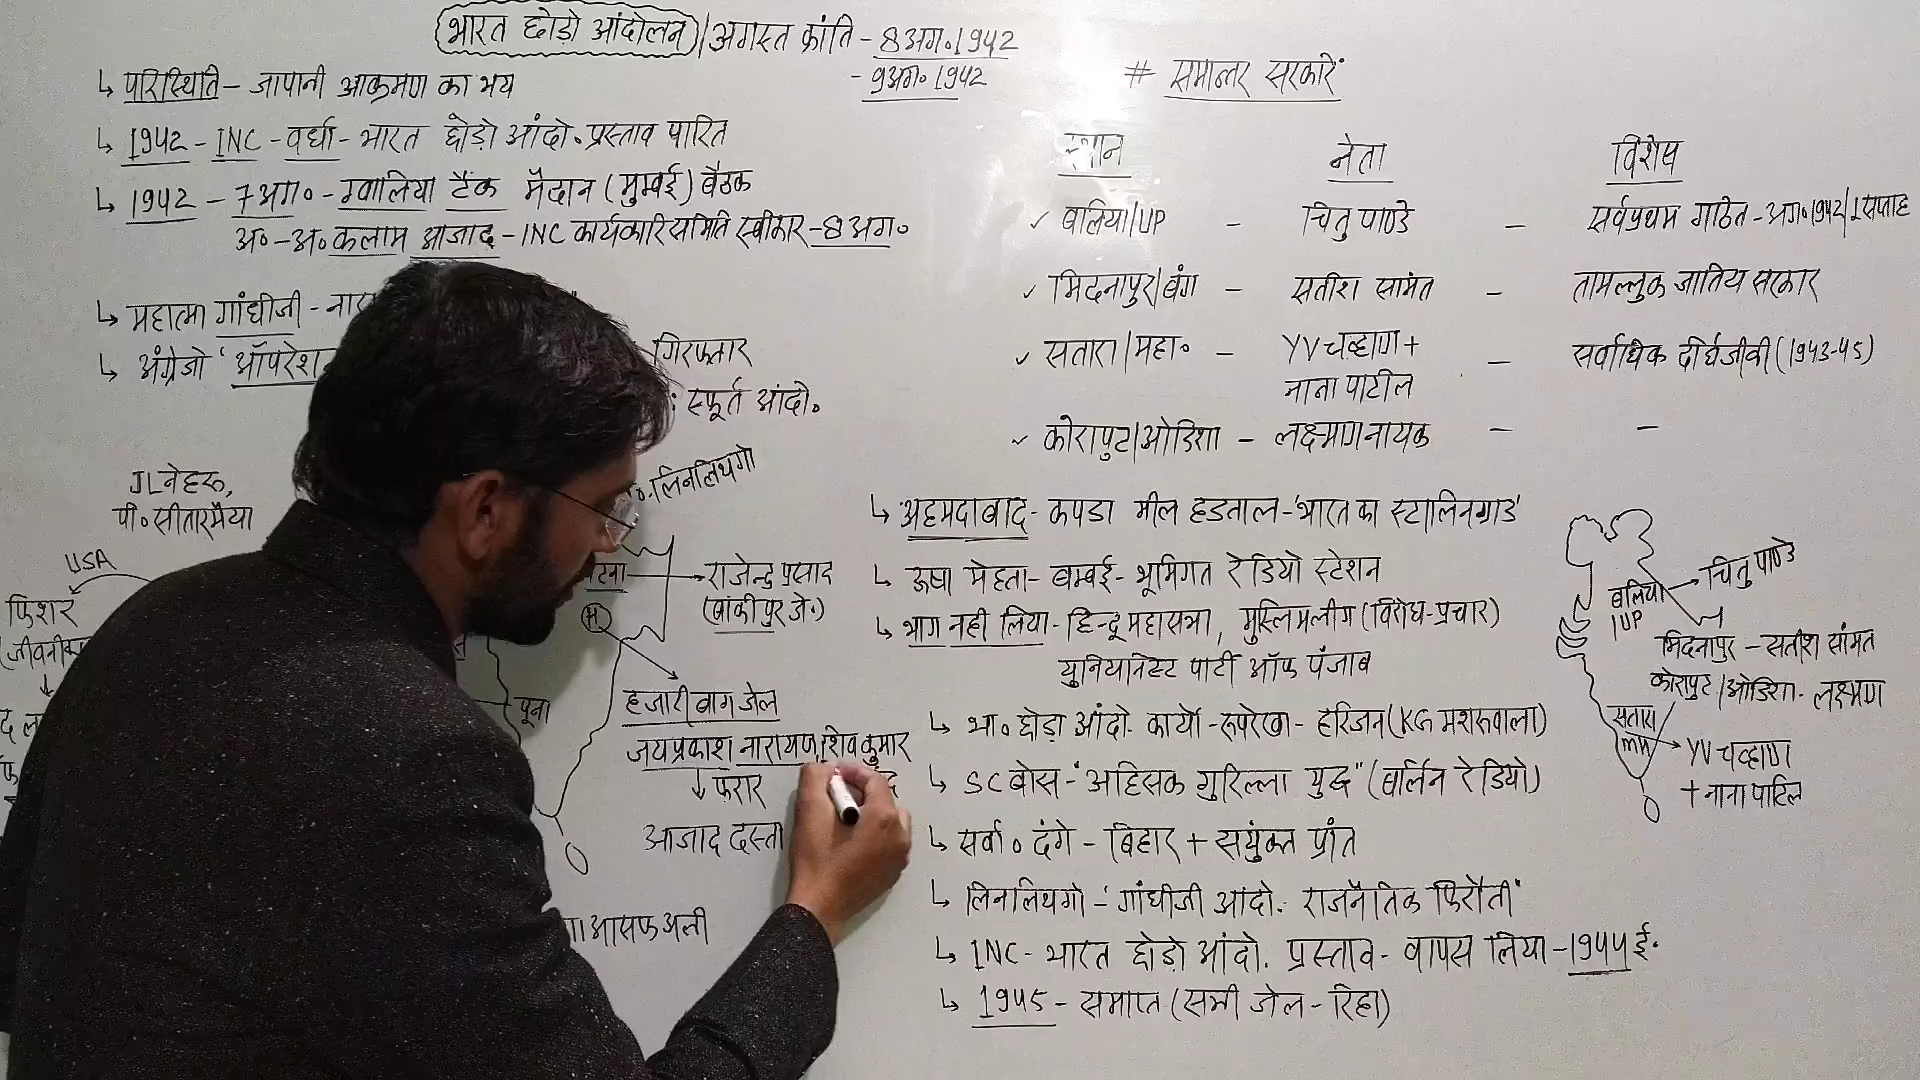 भारत छोडो आंदोलन / अगस्त क्रांति - 8 अग॰ 1942
- 9 अग॰ 1942
↳ परिस्थिति - जापानी आक्रमण का भय
↳ 1942 - INC - वर्धा - भारत छोडो आंदो॰ प्रस्ताव पारित
↳ 1942 - 7 अग॰ - ग्वालिया टैंक मैदान (मुम्बई) बैठक
अ॰ - अ॰ कलाम आजाद - INC कार्यकारि समिति स्वीकार - 8 अग॰
↳ महात्मा गांधीजी -
↳ अंग्रेजो 'ऑपरेश
गिरफ्तार
स्फूर्त आंदो॰
लिनलिथगो
JL नेहरू,
पी॰ सीतारमैया
USA
फिशर
राजेन्द्र प्रसाद
(बांकीपुर जे॰)
(H)
पूना
हजारी बाग जेल
जयप्रकाश नारायण, शिव कुमार
↓ फरार
आजाद दस्ता
आसफ अली
# समान्तर सरकारें
स्थान नेता विशेष
✓ बलिया/UP - चितु पाण्डे - सर्वप्रथम गठित - अग॰ 1942/1 सप्ताह
✓ मिदनापुर/बंग - सतीश सामंत - तामल्लुक जातिय सरकार
✓ सतारा/महा॰ - YV चव्हाण + - सर्वाधिक दीर्घजीवी (1943-45)
नाना पाटील
✓ कोरापुट/ओडिशा - लक्ष्माण नायक - -
↳ अहमदाबाद - कपडा मील हडताल - 'भारत का स्टालिनग्राड'
↳ ऊषा मेहता - बम्बई - भूमिगत रेडियो स्टेशन
↳ भाग नही लिया - हिन्दू महासभा, मुस्लिम लीग (विरोध-प्रचार)
युनियानिस्ट पार्टी ऑफ पंजाब
↳ भा॰ छोडो आंदो. कार्यो - रूपरेखा - हरिजन (KG मशरूवाला)
↳ SC बोस - "अहिंसक गुरिल्ला युद्ध" (बर्लिन रेडियो)
↳ सर्वा॰ दंगे - बिहार + सयुंक्त प्रांत
↳ लिनलिथगो - 'गांधीजी आंदो. राजनैतिक फिरौती'
↳ INC - भारत छोडो आंदो. प्रस्ताव - वापस लिया - 1944 ई॰
↳ 1945 - समाप्त (सभी जेल - रिहा)
बलिया
/UP
चितु पाण्डे
मिदनापुर - सतीश सांमत
कोरापुट/ओडिशा - लक्ष्मण
सतारा
MH
YV चव्हाण
+ नाना पाटिल